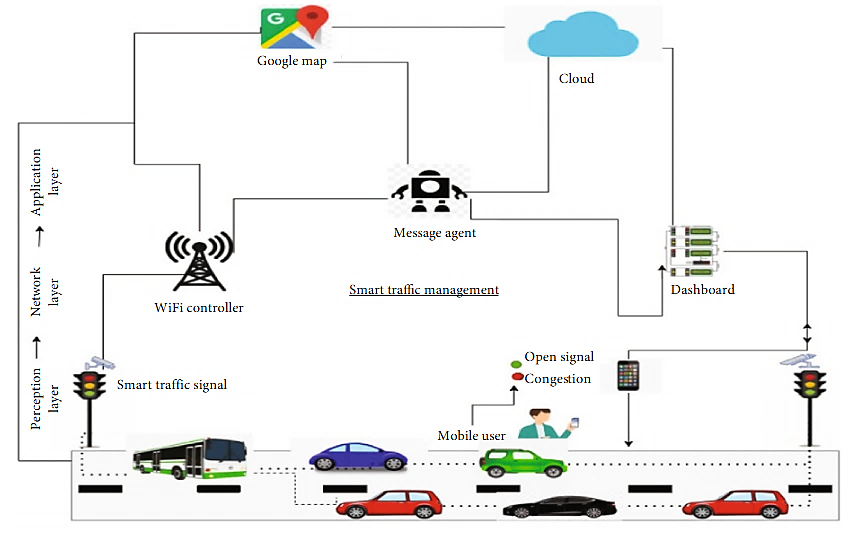 G
Google map
Cloud
Application
layer
Message agent
Network
layer
WiFi controller
Smart traffic management
Dashboard
Perception
layer
Smart traffic signal
Open signal
Congestion
Mobile user